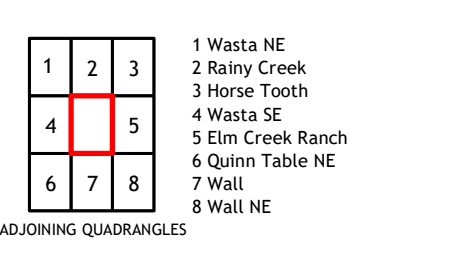 1 2 3
4 5
6 7 8
ADJOINING QUADRANGLES
1 Wasta NE
2 Rainy Creek
3 Horse Tooth
4 Wasta SE
5 Elm Creek Ranch
6 Quinn Table NE
7 Wall
8 Wall NE